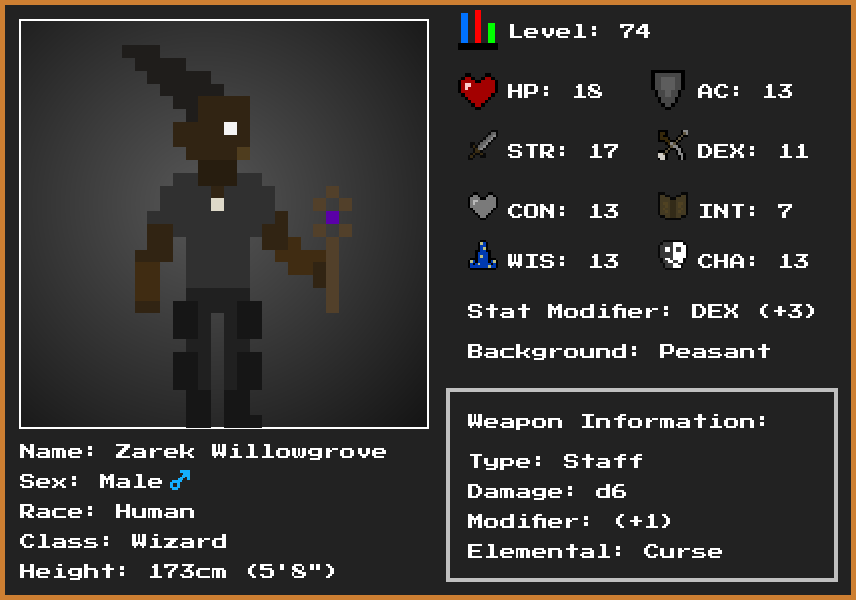 Level: 74
HP: 18 AC: 13
STR: 17 DEX: 11
CON: 13 INT: 7
WIS: 13 CHA: 13
Stat Modifier: DEX (+3)
Background: Peasant
Weapon Information:
Type: Staff
Damage: d6
Modifier: (+1)
Elemental: Curse
Name: Zarek Willowgrove
Sex: Male ♂
Race: Human
Class: Wizard
Height: 173cm (5'8")